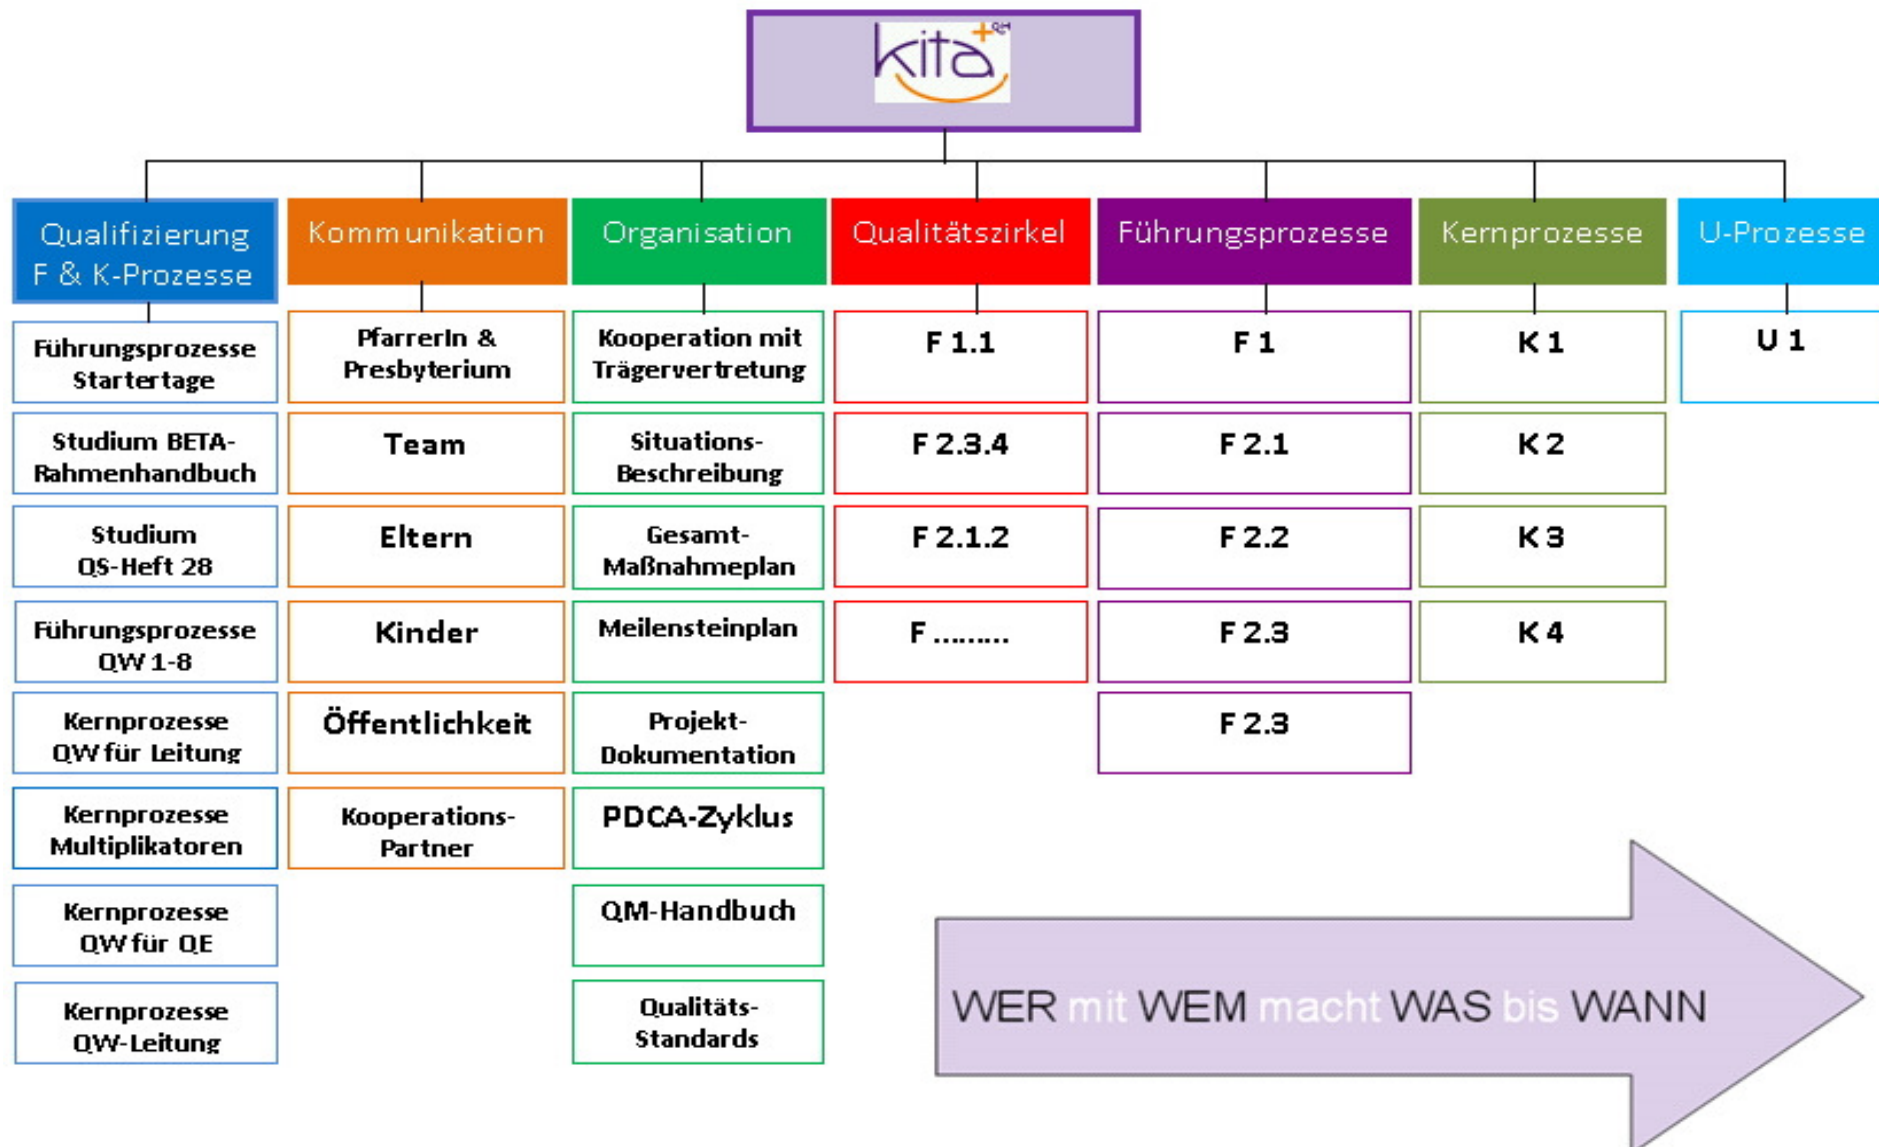 kita+QM
Qualifizierung
F & K-Prozesse
Führungsprozesse
Startertage
Studium BETA-
Rahmenhandbuch
Studium
QS-Heft 28
Führungsprozesse
QW 1-8
Kernprozesse
QW für Leitung
Kernprozesse
Multiplikatoren
Kernprozesse
QW für QE
Kernprozesse
QW-Leitung
Kommunikation
PfarrerIn &
Presbyterium
Team
Eltern
Kinder
Öffentlichkeit
Kooperations-
Partner
Organisation
Kooperation mit
Trägervertretung
Situations-
Beschreibung
Gesamt-
Maßnahmeplan
Meilensteinplan
Projekt-
Dokumentation
PDCA-Zyklus
QM-Handbuch
Qualitäts-
Standards
Qualitätszirkel
F 1.1
F 2.3.4
F 2.1.2
F .........
Führungsprozesse
F 1
F 2.1
F 2.2
F 2.3
F 2.3
Kernprozesse
K 1
K 2
K 3
K 4
U-Prozesse
U 1
WER mit WEM macht WAS bis WANN